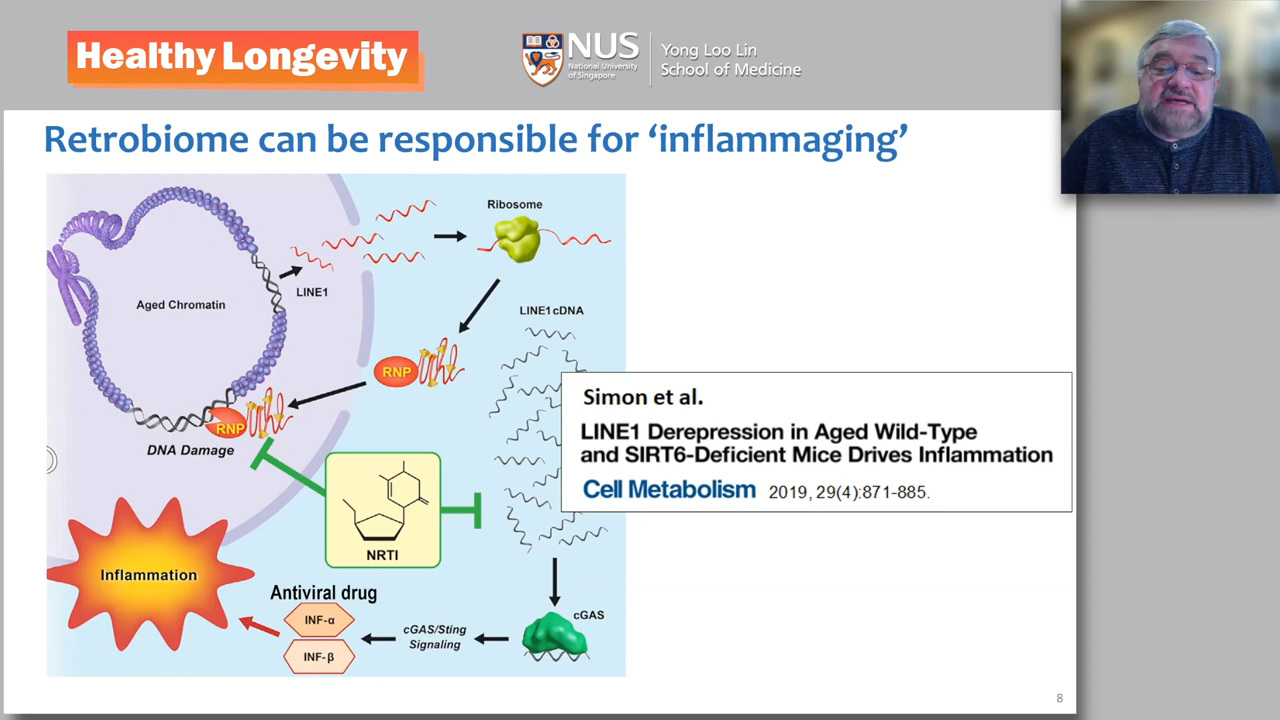 Healthy Longevity
NUS
National University
of Singapore
Yong Loo Lin
School of Medicine
Retrobiome can be responsible for ‘inflammaging’
Ribosome
LINE1
Aged Chromatin
LINE1cDNA
RNP
RNP
DNA Damage
NRTI
Inflammation
Antiviral drug
INF-α
INF-β
cGAS/Sting
Signaling
cGAS
Simon et al.
LINE1 Derepression in Aged Wild-Type
and SIRT6-Deficient Mice Drives Inflammation
Cell Metabolism 2019, 29(4):871-885.
8